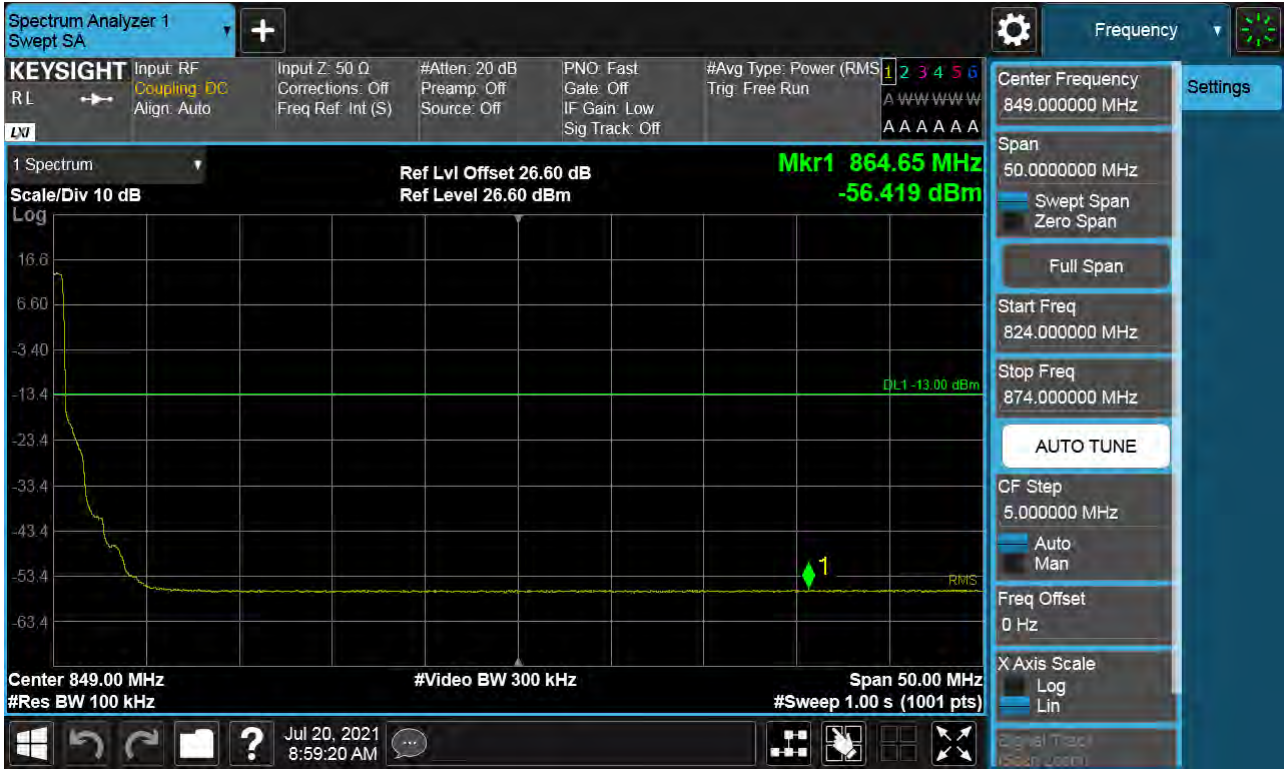 Spectrum Analyzer 1
Swept SA
Frequency
KEYSIGHT
R L
LXI
Input: RF
Coupling: DC
Align: Auto
Input Z: 50 Ω
Corrections: Off
Freq Ref: Int (S)
#Atten: 20 dB
Preamp: Off
Source: Off
PNO: Fast
Gate: Off
IF Gain: Low
Sig Track: Off
#Avg Type: Power (RMS
Trig: Free Run
1 2 3 4 5 6
A W W W W W
A A A A A A
1 Spectrum
Scale/Div 10 dB
Log
Ref Lvl Offset 26.60 dB
Ref Level 26.60 dBm
Mkr1 864.65 MHz
-56.419 dBm
16.6
6.60
-3.40
-13.4
-23.4
-33.4
-43.4
-53.4
-63.4
DL1 -13.00 dBm
1
RMS
Center 849.00 MHz
#Res BW 100 kHz
#Video BW 300 kHz
Span 50.00 MHz
#Sweep 1.00 s (1001 pts)
Center Frequency
849.000000 MHz
Span
50.0000000 MHz
Swept Span
Zero Span
Full Span
Start Freq
824.000000 MHz
Stop Freq
874.000000 MHz
AUTO TUNE
CF Step
5.000000 MHz
Auto
Man
Freq Offset
0 Hz
X Axis Scale
Log
Lin
Signal Track
(Span Zoom)
Settings
?
Jul 20, 2021
8:59:20 AM